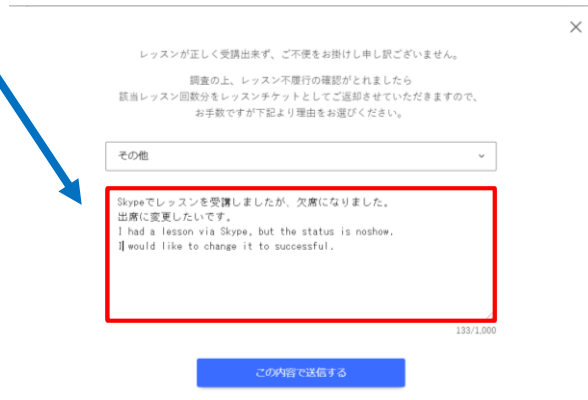 レッスンが正しく受講出来ず、ご不便をお掛けし申し訳ございません。
調査の上、レッスン不履行の確認がとれましたら
該当レッスン回数分をレッスンチケットとしてご返却させていただきますので、
お手数ですが下記より理由をお選びください。
その他
Skypeでレッスンを受講しましたが、欠席になりました。
出席に変更したいです。
I had a lesson via Skype, but the status is noshow.
I would like to change it to successful.
133/1,000
この内容で送信する